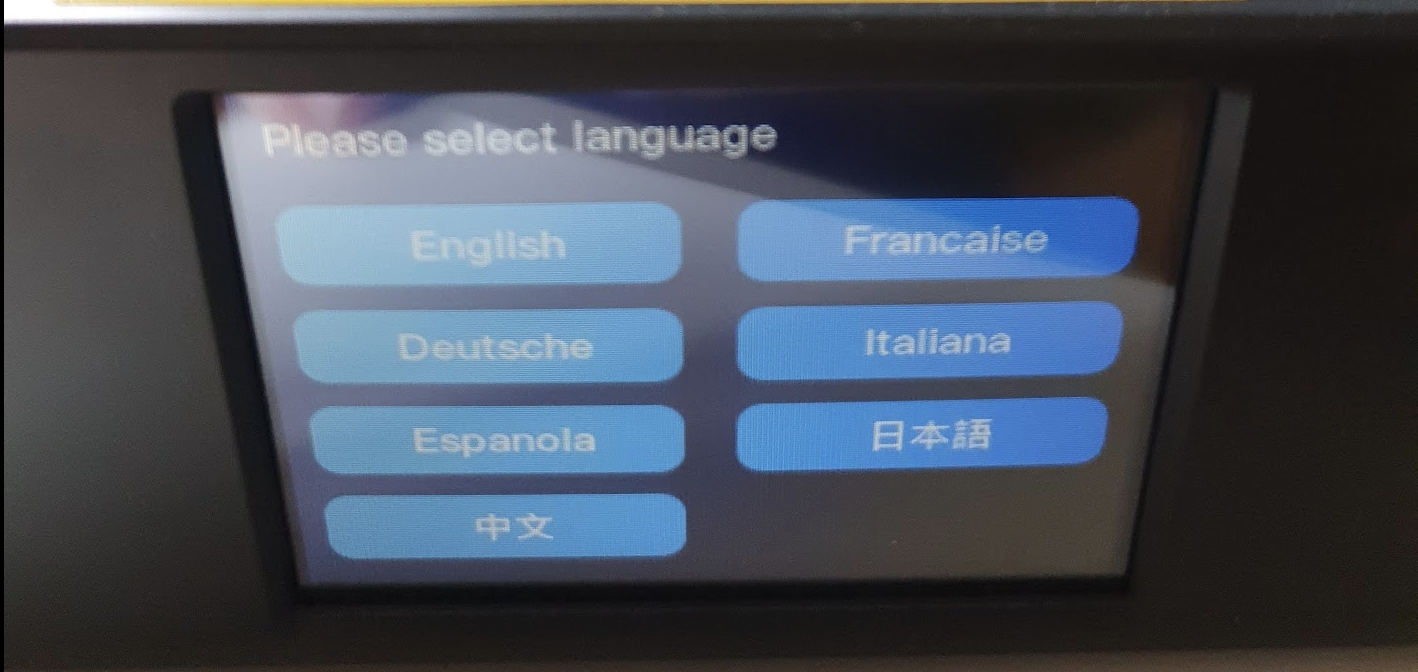 Please select language
English
Francaise
Deutsche
Italiana
Espanola
日本語
中文